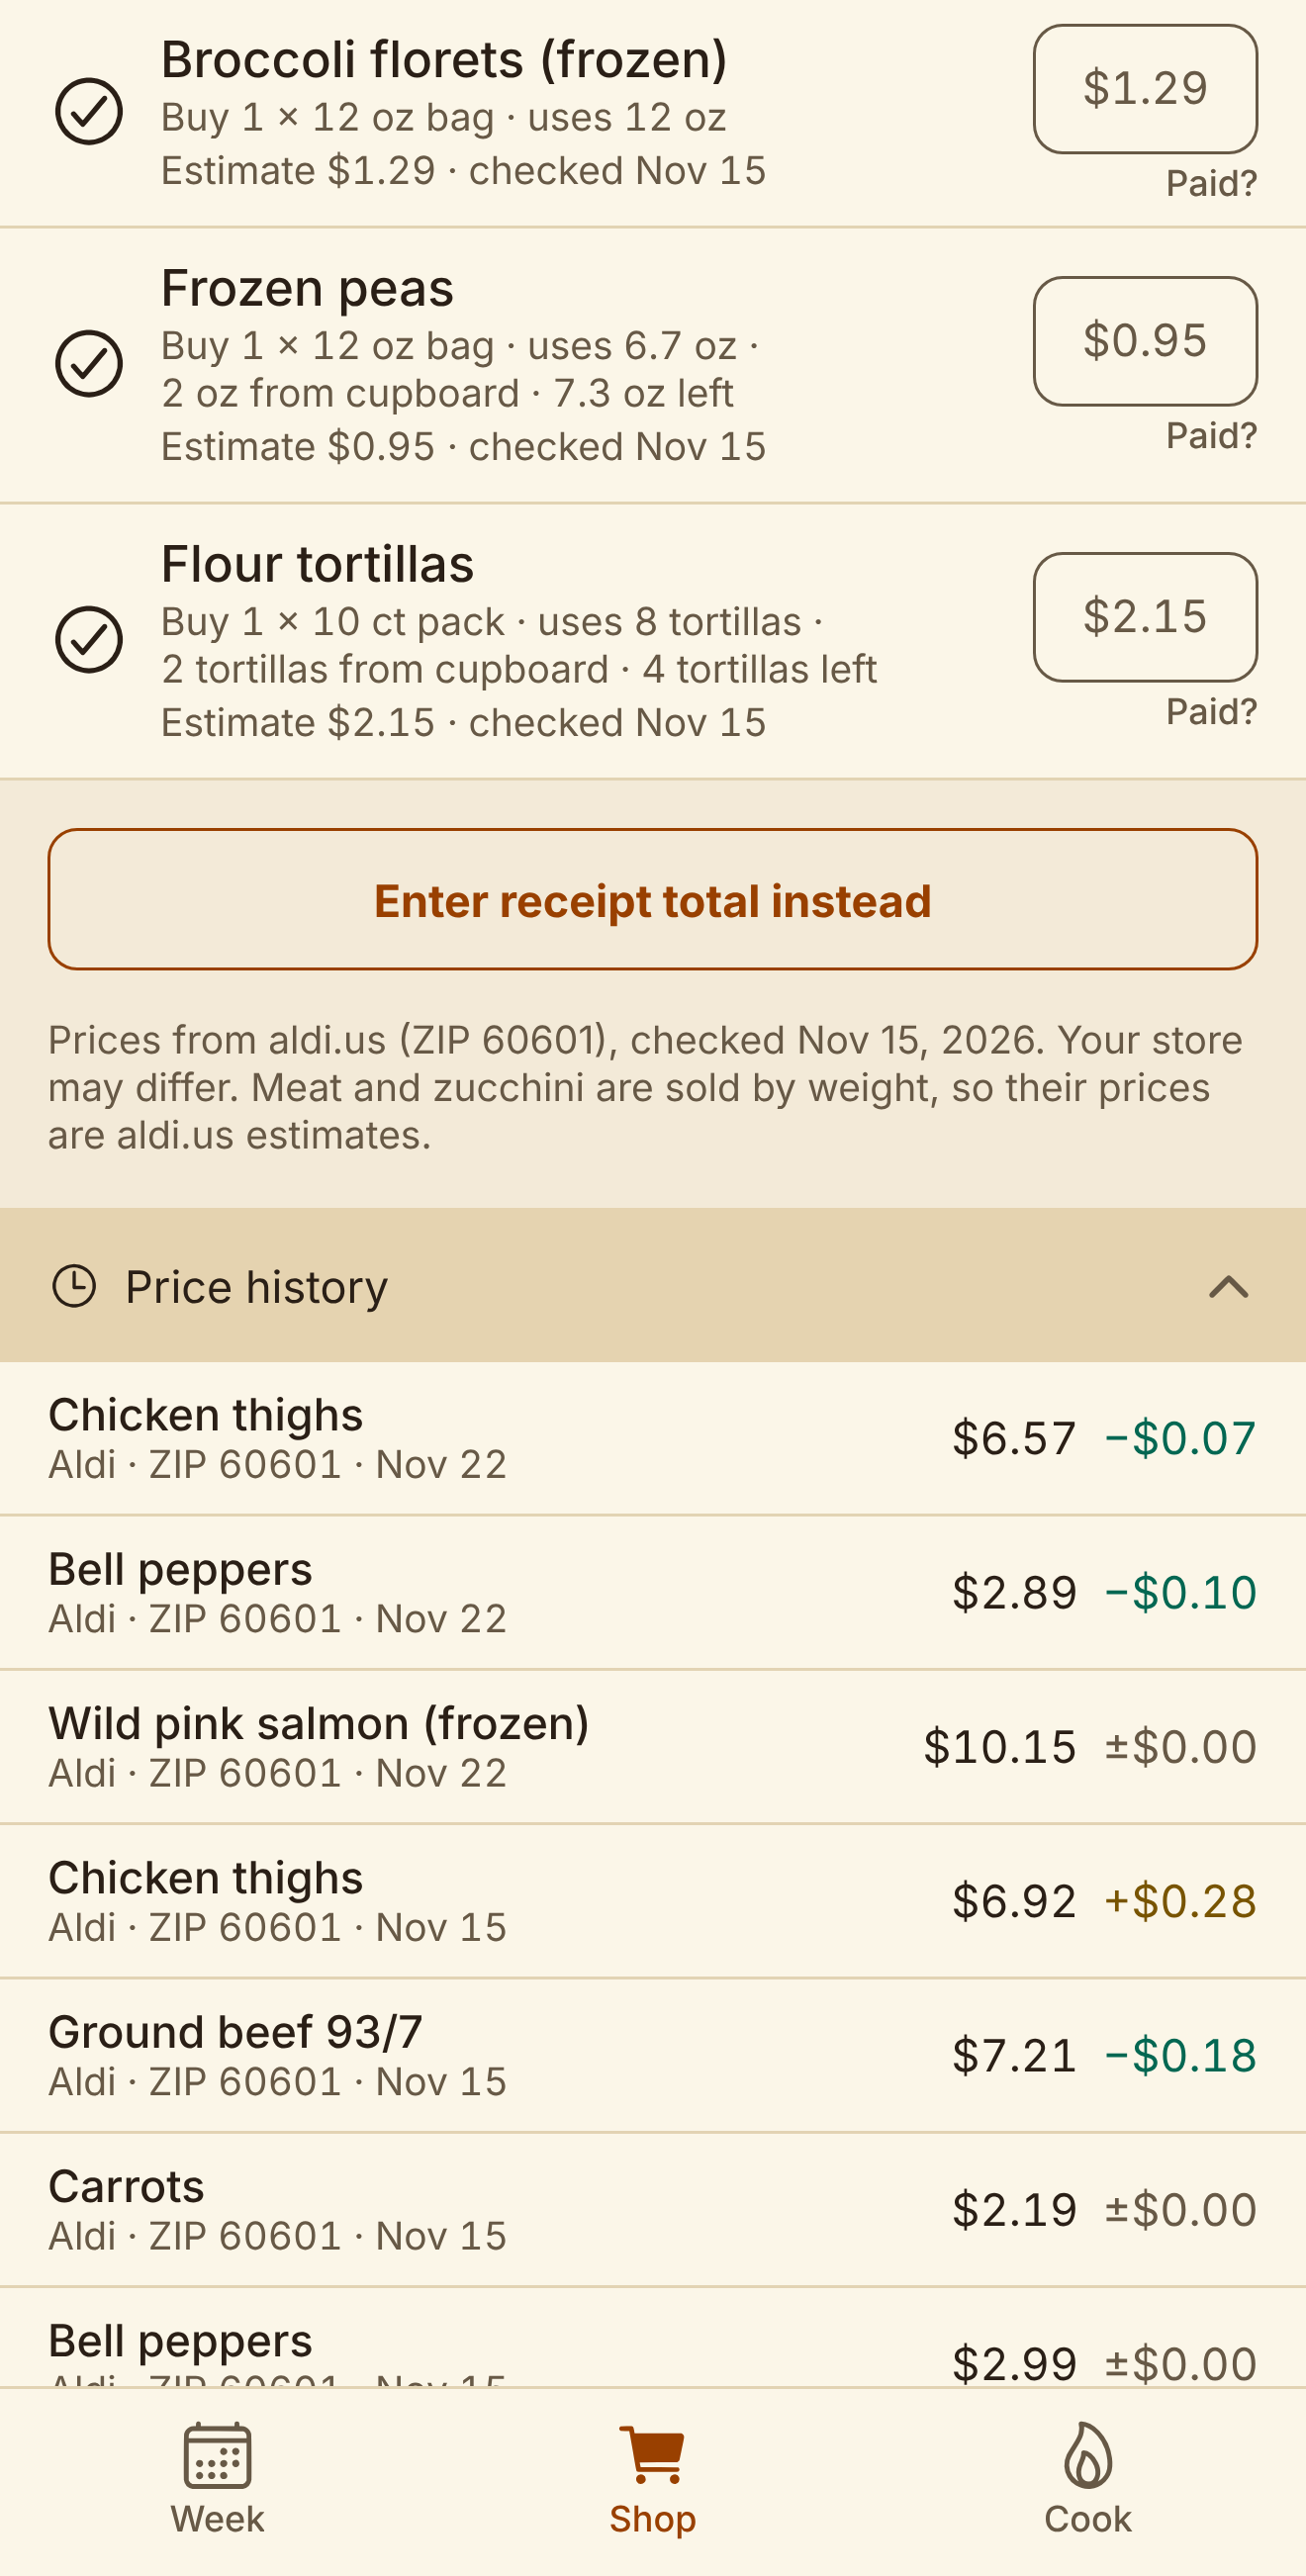 Broccoli florets (frozen)
Buy 1 × 12 oz bag · uses 12 oz
Estimate $1.29 · checked Nov 15
$1.29
Paid?
Frozen peas
Buy 1 × 12 oz bag · uses 6.7 oz ·
2 oz from cupboard · 7.3 oz left
Estimate $0.95 · checked Nov 15
$0.95
Paid?
Flour tortillas
Buy 1 × 10 ct pack · uses 8 tortillas ·
2 tortillas from cupboard · 4 tortillas left
Estimate $2.15 · checked Nov 15
$2.15
Paid?
Enter receipt total instead
Prices from aldi.us (ZIP 60601), checked Nov 15, 2026. Your store
may differ. Meat and zucchini are sold by weight, so their prices
are aldi.us estimates.
Price history
Chicken thighs
Aldi · ZIP 60601 · Nov 22
$6.57 −$0.07
Bell peppers
Aldi · ZIP 60601 · Nov 22
$2.89 −$0.10
Wild pink salmon (frozen)
Aldi · ZIP 60601 · Nov 22
$10.15 ±$0.00
Chicken thighs
Aldi · ZIP 60601 · Nov 15
$6.92 +$0.28
Ground beef 93/7
Aldi · ZIP 60601 · Nov 15
$7.21 −$0.18
Carrots
Aldi · ZIP 60601 · Nov 15
$2.19 ±$0.00
Bell peppers
Aldi · ZIP 60601 · Nov 15
$2.99 ±$0.00
Week
Shop
Cook